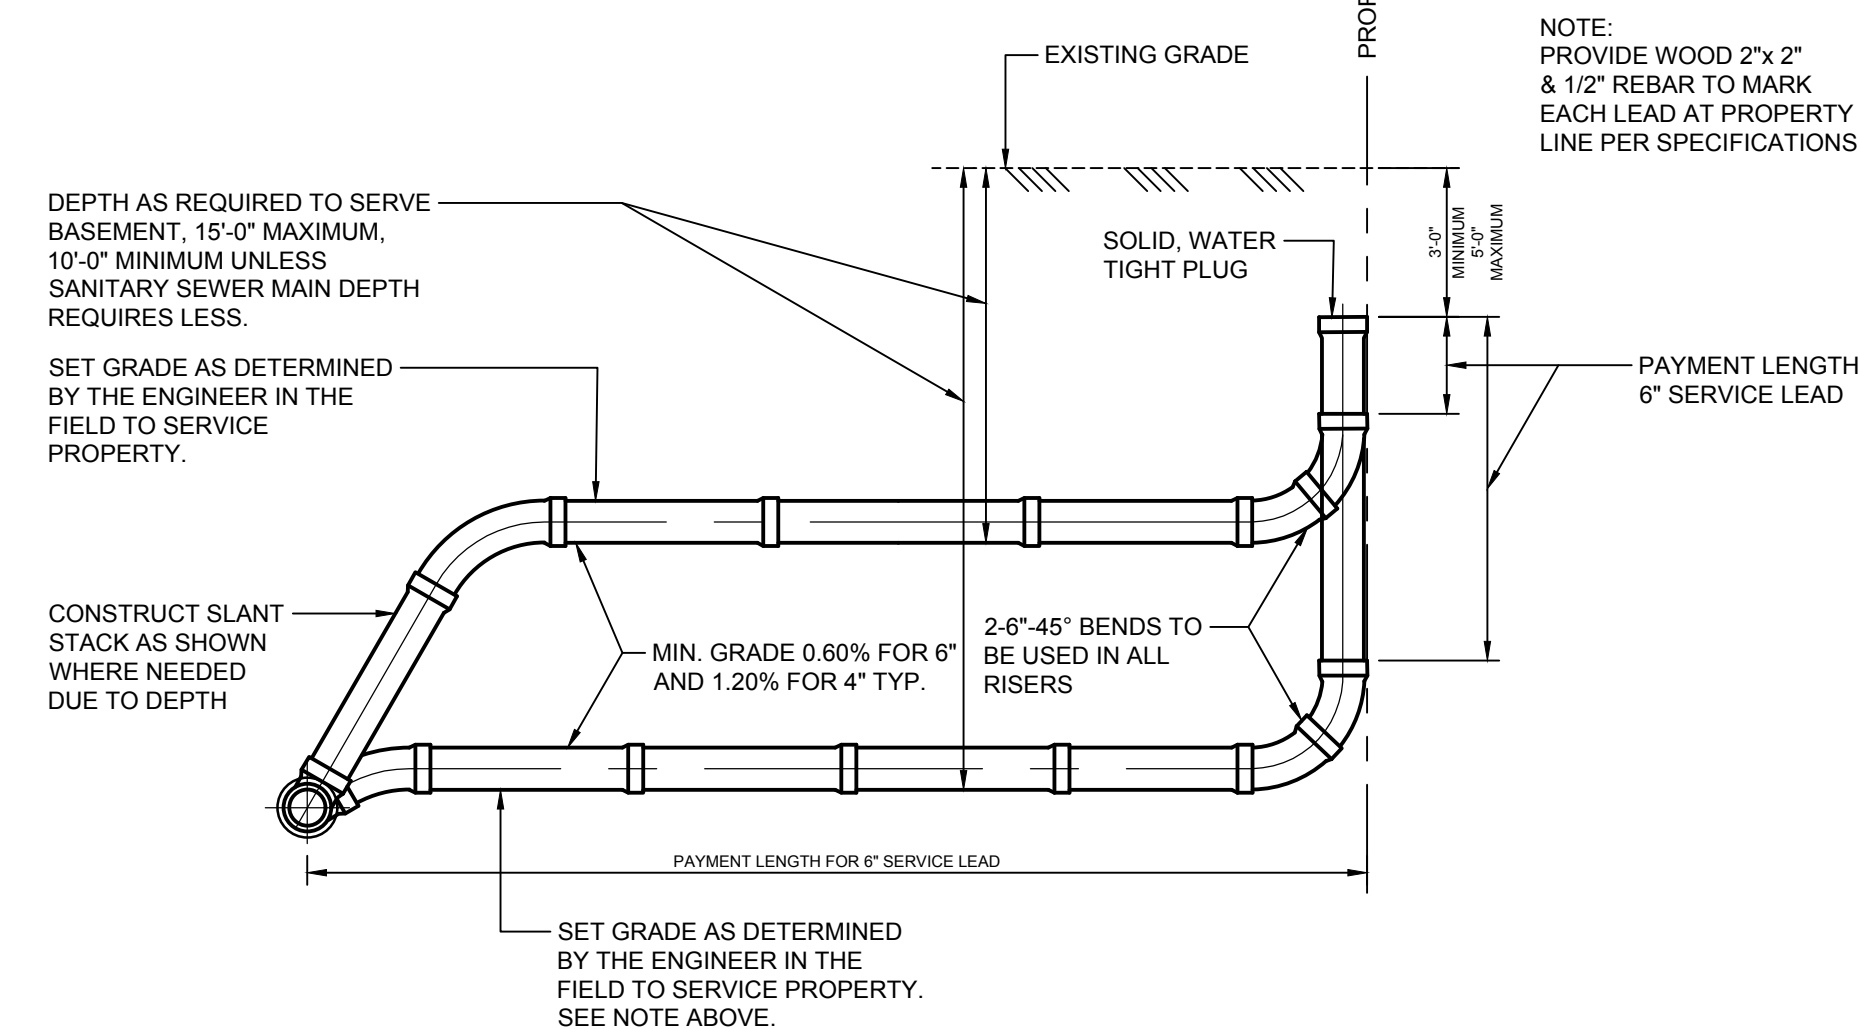 PROP
NOTE:
PROVIDE WOOD 2"x 2"
& 1/2" REBAR TO MARK
EACH LEAD AT PROPERTY
LINE PER SPECIFICATIONS
EXISTING GRADE
DEPTH AS REQUIRED TO SERVE
BASEMENT, 15'-0" MAXIMUM,
10'-0" MINIMUM UNLESS
SANITARY SEWER MAIN DEPTH
REQUIRES LESS.
SOLID, WATER
TIGHT PLUG
3'-0"
MINIMUM
5'-0"
MAXIMUM
SET GRADE AS DETERMINED
BY THE ENGINEER IN THE
FIELD TO SERVICE
PROPERTY.
PAYMENT LENGTH
6" SERVICE LEAD
CONSTRUCT SLANT
STACK AS SHOWN
WHERE NEEDED
DUE TO DEPTH
MIN. GRADE 0.60% FOR 6"
AND 1.20% FOR 4" TYP.
2-6"-45° BENDS TO
BE USED IN ALL
RISERS
PAYMENT LENGTH FOR 6" SERVICE LEAD
SET GRADE AS DETERMINED
BY THE ENGINEER IN THE
FIELD TO SERVICE PROPERTY.
SEE NOTE ABOVE.